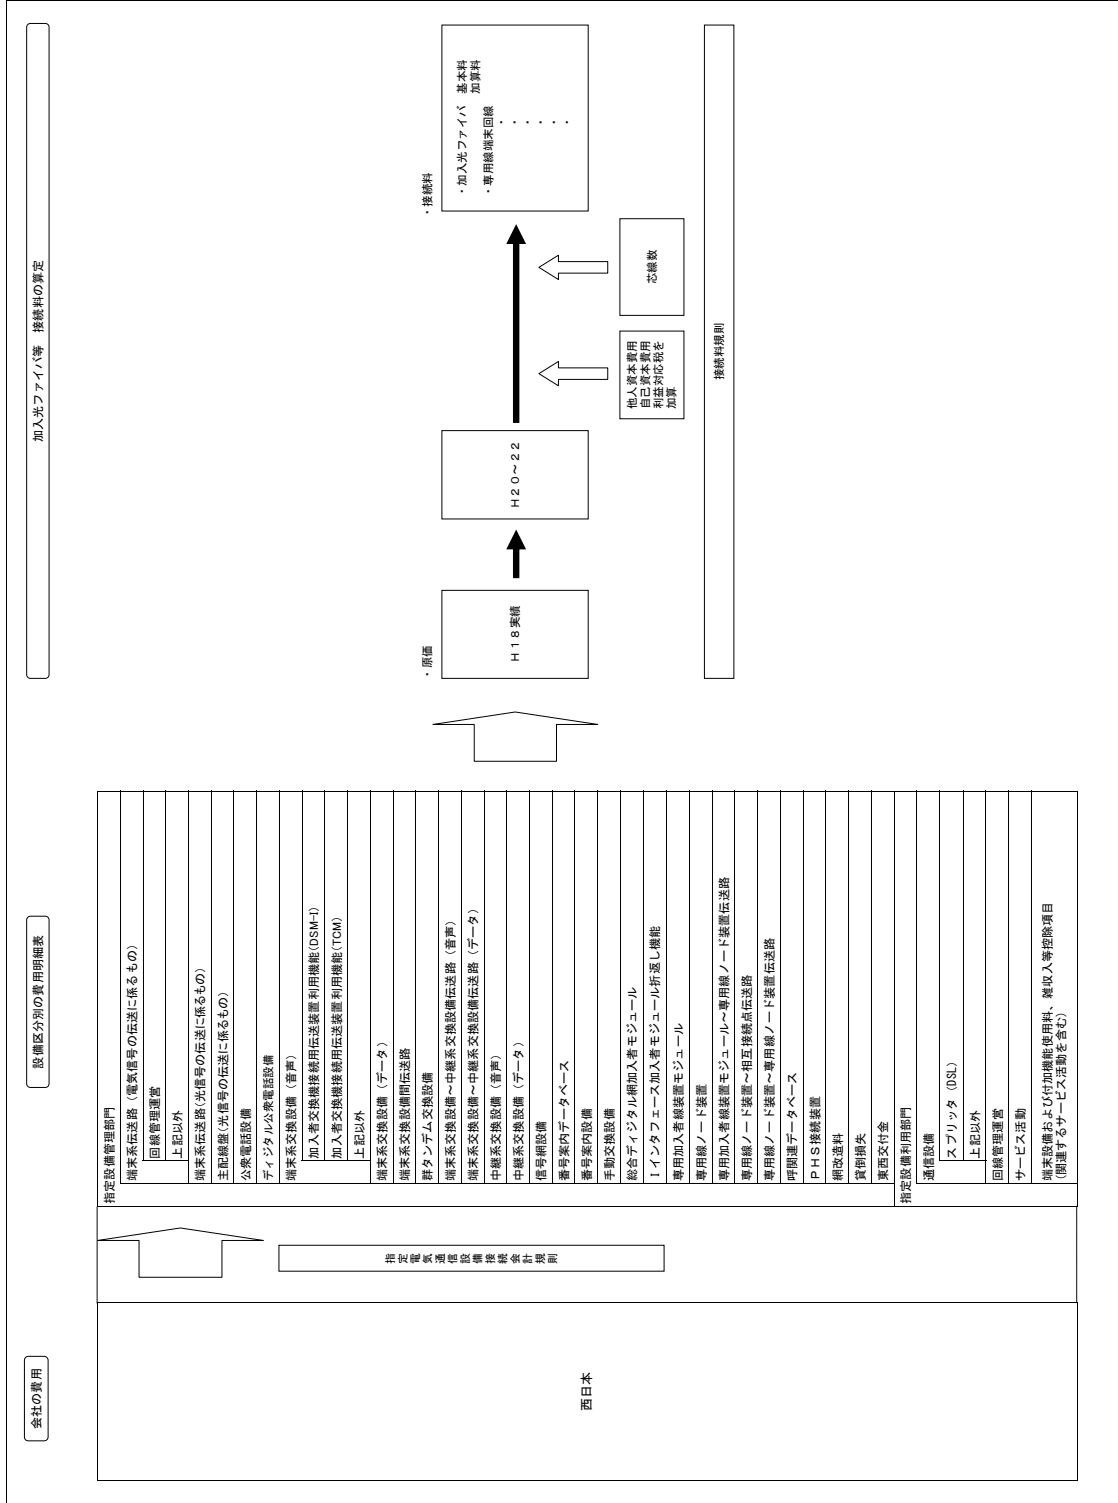 会社の費用
設備区分別の費用明細表
加入光ファイバ等　接続料の算定
西日本
指定電気通信設備接続会計規則
指定設備管理部門
端末系伝送路（電気信号の伝送に係るもの）
回線管理運営
上記以外
端末系伝送路(光信号の伝送に係るもの)
主配線盤(光信号の伝送に係るもの)
公衆電話設備
ディジタル公衆電話設備
端末系交換設備（音声）
加入者交換機接続用伝送装置利用機能(DSM-I)
加入者交換機接続用伝送装置利用機能(TCM)
上記以外
端末系交換設備（データ）
端末系交換設備間伝送路
群タンデム交換設備
端末系交換設備～中継系交換設備伝送路（音声）
端末系交換設備～中継系交換設備伝送路（データ）
中継系交換設備（音声）
中継系交換設備（データ）
信号網設備
番号案内データベース
番号案内設備
手動交換設備
総合ディジタル網加入者モジュール
Ｉインタフェース加入者モジュール折返し機能
専用加入者線装置モジュール
専用線ノード装置
専用加入者線装置モジュール～専用線ノード装置伝送路
専用線ノード装置～相互接続点伝送路
専用線ノード装置～専用線ノード装置伝送路
呼関連データベース
ＰＨＳ接続装置
網改造料
貸倒損失
東西交付金
指定設備利用部門
通信設備
スプリッタ（DSL）
上記以外
回線管理運営
サービス活動
端末設備および付加機能使用料、雑収入等控除項目
（関連するサービス活動を含む）
・原価
Ｈ１８実績
Ｈ２０～２２
他人資本費用
自己資本費用
利益対応税を
加算
芯線数
・接続料
・加入光ファイバ　基本料
加算料
・専用線端末回線
・
・
・
・
・
・
接続料規則